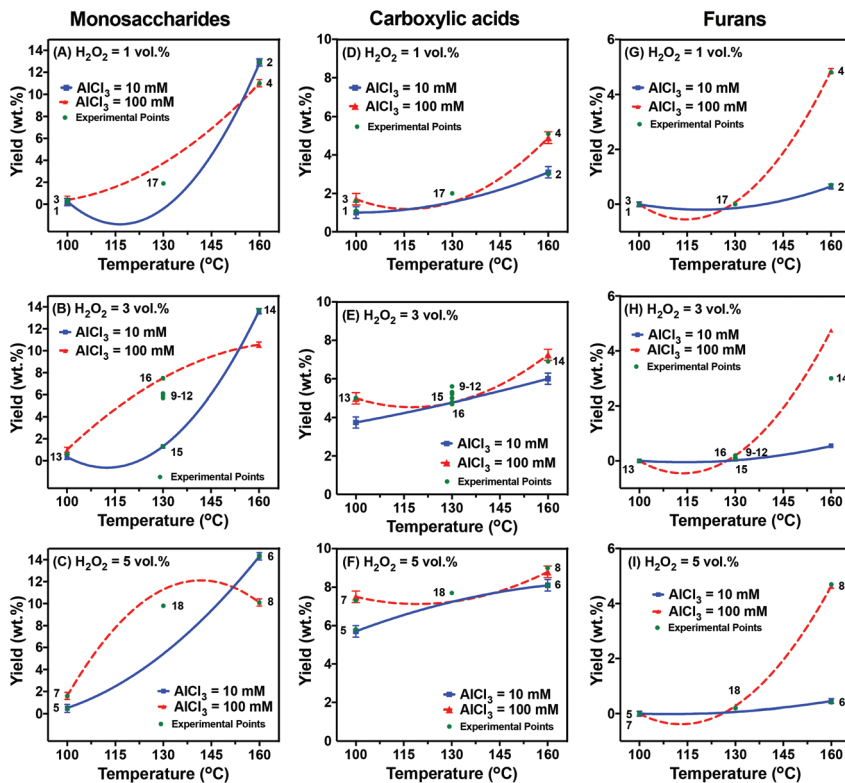 Monosaccharides
Carboxylic acids
Furans
(A) H2O2 = 1 vol.%
AlCl3 = 10 mM
AlCl3 = 100 mM
Experimental Points
Yield (wt.%)
14
12
10
8
6
4
2
0
3
1
17
2
4
100 115 130 145 160
Temperature (oC)
(D) H2O2 = 1 vol.%
AlCl3 = 10 mM
AlCl3 = 100 mM
Experimental Points
Yield (wt.%)
10
8
6
4
2
0
3
1
17
4
2
100 115 130 145 160
Temperature (oC)
(G) H2O2 = 1 vol.%
AlCl3 = 10 mM
AlCl3 = 100 mM
Experimental Points
Yield (wt.%)
6
4
2
0
3
1
17
4
2
100 115 130 145 160
Temperature (oC)
(B) H2O2 = 3 vol.%
AlCl3 = 10 mM
AlCl3 = 100 mM
Yield (wt.%)
14
12
10
8
6
4
2
0
14
16
9-12
15
13
Experimental Points
100 115 130 145 160
Temperature (oC)
(E) H2O2 = 3 vol.%
Yield (wt.%)
10
8
6
4
2
0
13
9-12
15
16
14
AlCl3 = 10 mM
AlCl3 = 100 mM
Experimental Points
100 115 130 145 160
Temperature (oC)
(H) H2O2 = 3 vol.%
AlCl3 = 10 mM
AlCl3 = 100 mM
Experimental Points
Yield (wt.%)
6
4
2
0
14
16
9-12
15
13
100 115 130 145 160
Temperature (oC)
(C) H2O2 = 5 vol.%
Yield (wt.%)
14
12
10
8
6
4
2
0
6
18
8
7
5
AlCl3 = 10 mM
AlCl3 = 100 mM
Experimental Points
100 115 130 145 160
Temperature (oC)
(F) H2O2 = 5 vol.%
Yield (wt.%)
10
8
6
4
2
0
7
5
18
8
6
AlCl3 = 10 mM
AlCl3 = 100 mM
Experimental Points
100 115 130 145 160
Temperature (oC)
(I) H2O2 = 5 vol.%
AlCl3 = 10 mM
AlCl3 = 100 mM
Experimental Points
Yield (wt.%)
6
4
2
0
8
18
5
7
6
100 115 130 145 160
Temperature (oC)